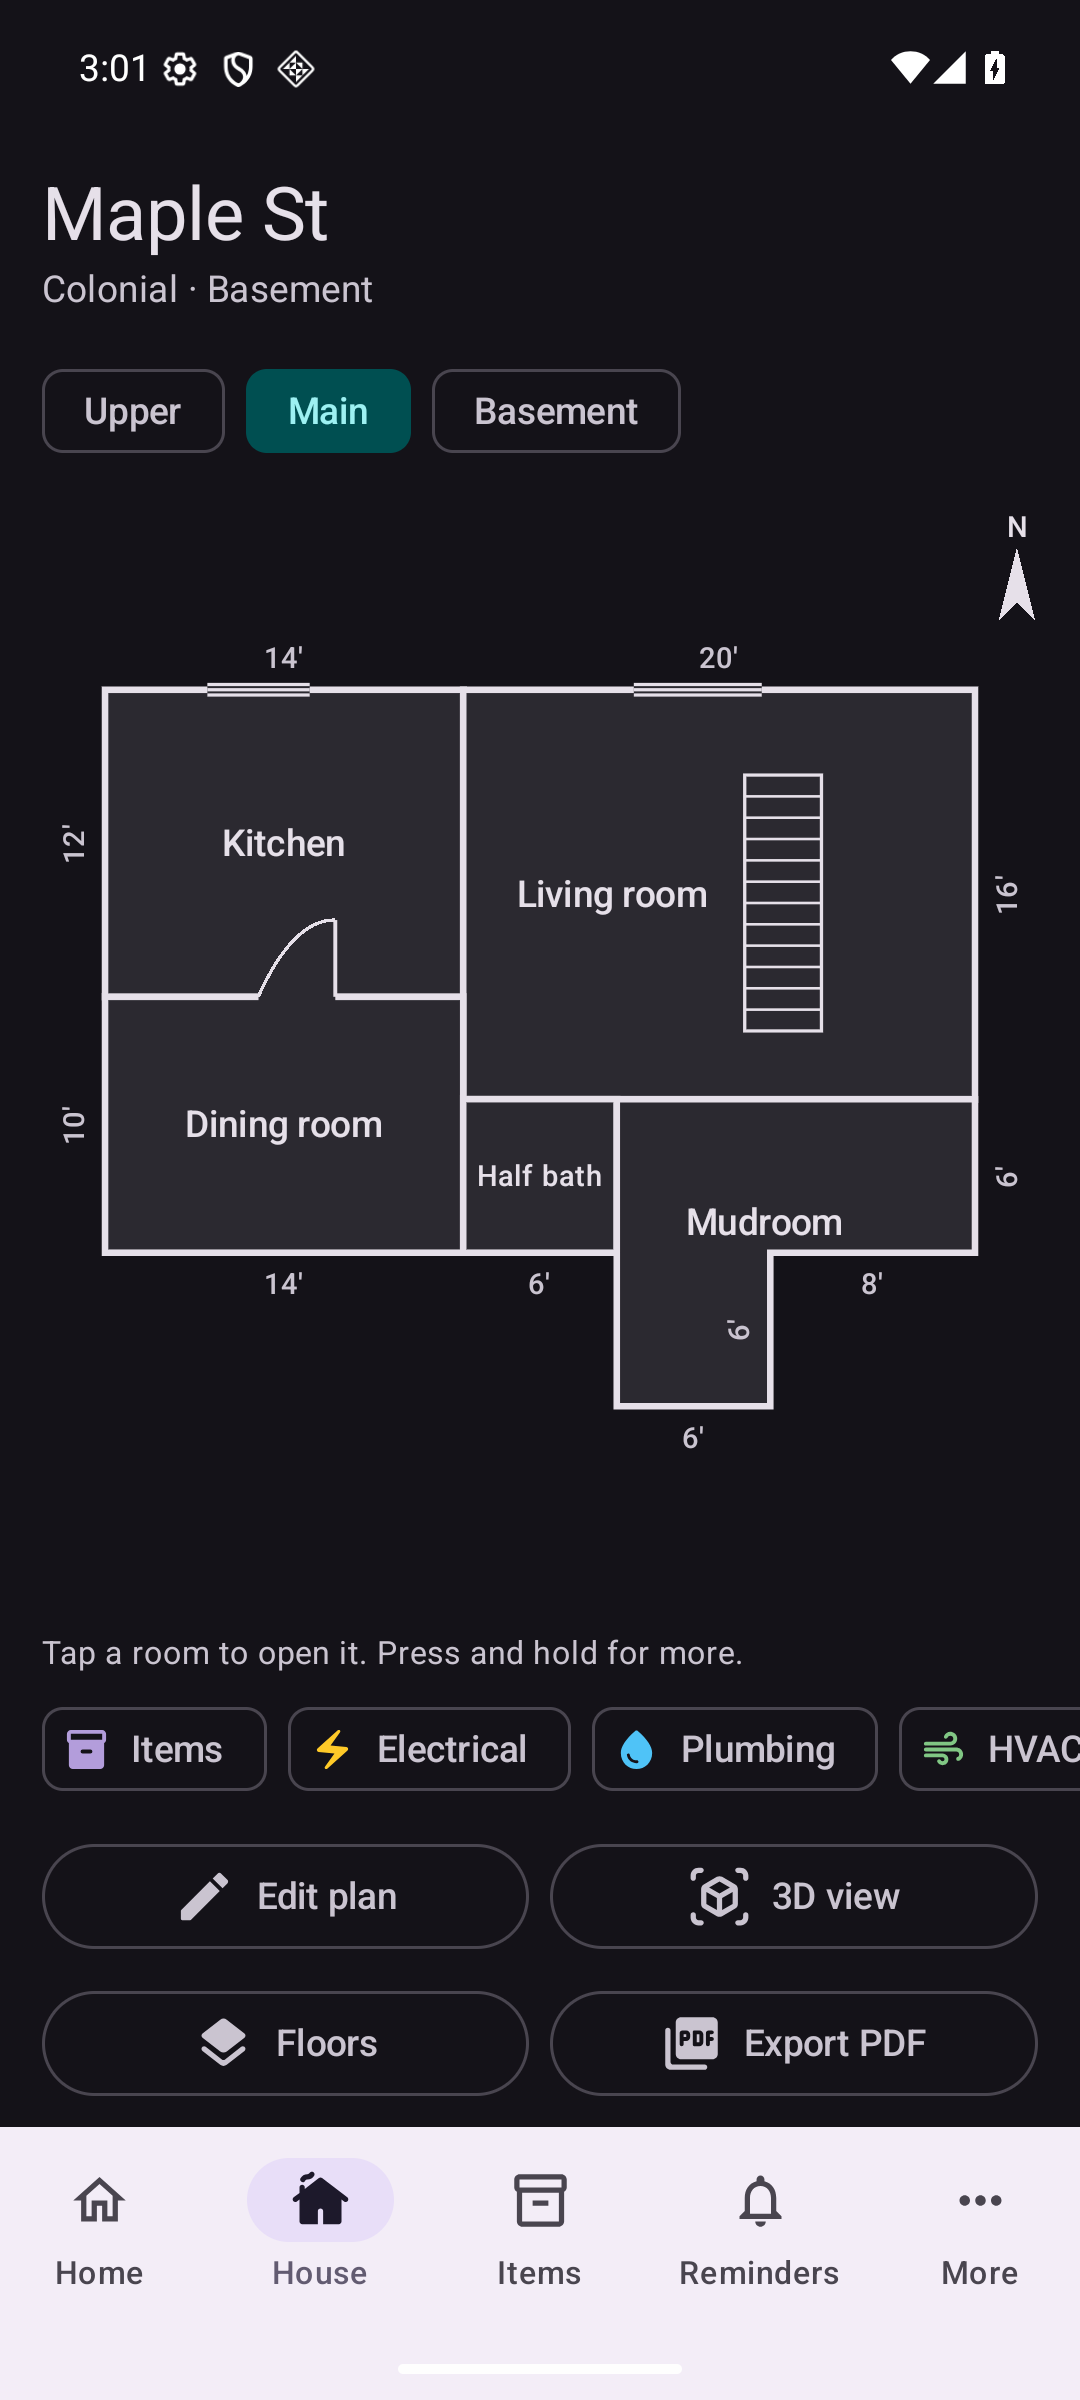 3:01
Maple St
Colonial · Basement
Upper Main Basement
N
14' 20'
12'
Kitchen
Living room
16'
10'
Dining room
Half bath
6'
Mudroom
14' 6' 8'
6'
6'
Tap a room to open it. Press and hold for more.
Items Electrical Plumbing HVAC
Edit plan 3D view
Floors PDF Export PDF
Home House Items Reminders More